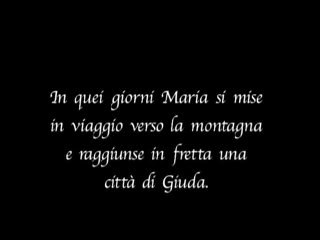 In quei giorni Maria si mise
in viaggio verso la montagna
e raggiunse in fretta una
città di Giuda.